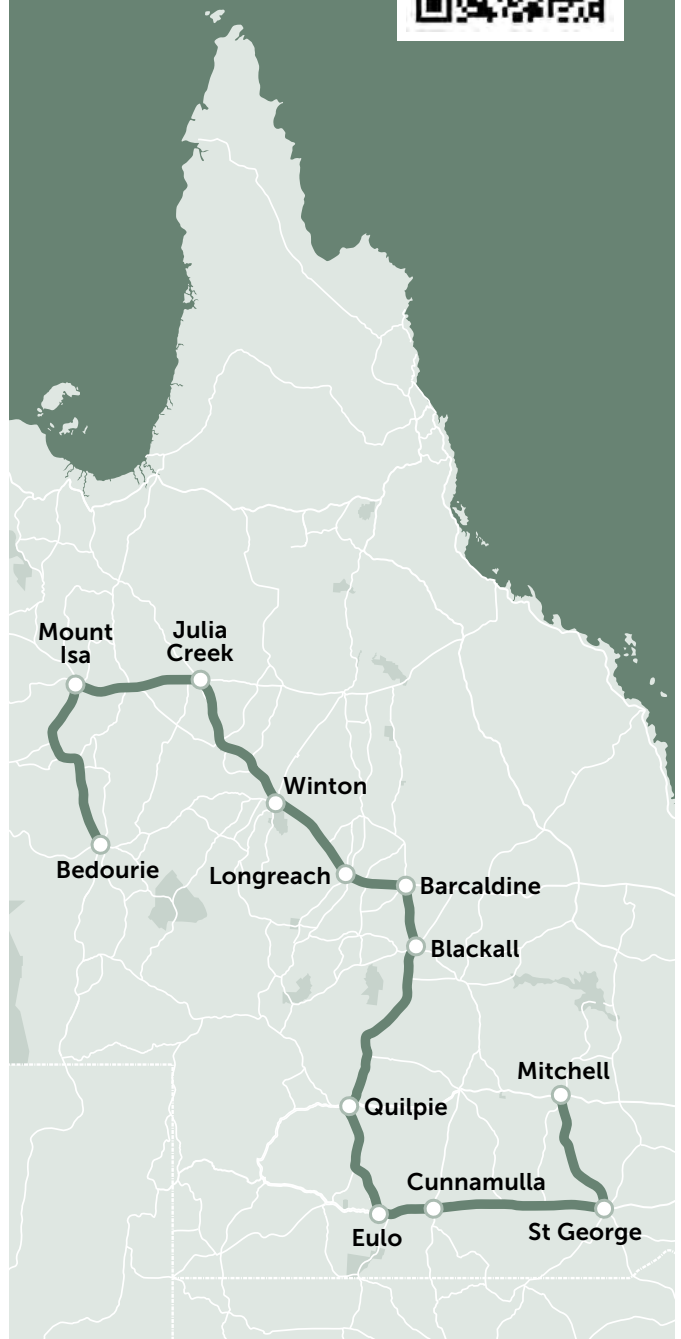 Mount
Isa
Julia
Creek
Winton
Bedourie
Longreach
Barcaldine
Blackall
Mitchell
Quilpie
Cunnamulla
Eulo
St George